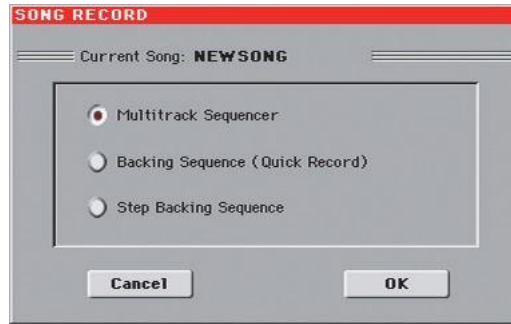 SONG RECORD
Current Song: NEWSONG
Multitrack Sequencer
Backing Sequence (Quick Record)
Step Backing Sequence
Cancel OK